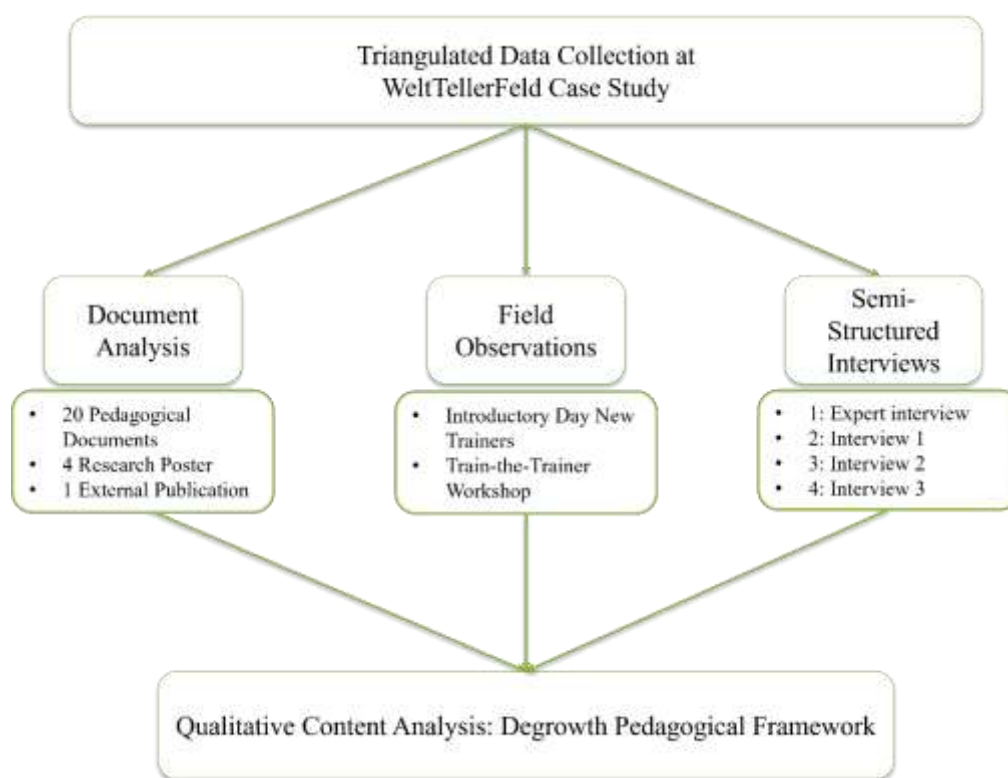 Triangulated Data Collection at
WeltTellerFeld Case Study
Document
Analysis
Field
Observations
Semi-
Structured
Interviews
• 20 Pedagogical
Documents
• 4 Research Poster
• 1 External Publication
• Introductory Day New
Trainers
• Train-the-Trainer
Workshop
• 1: Expert interview
• 2: Interview 1
• 3: Interview 2
• 4: Interview 3
Qualitative Content Analysis: Degrowth Pedagogical Framework